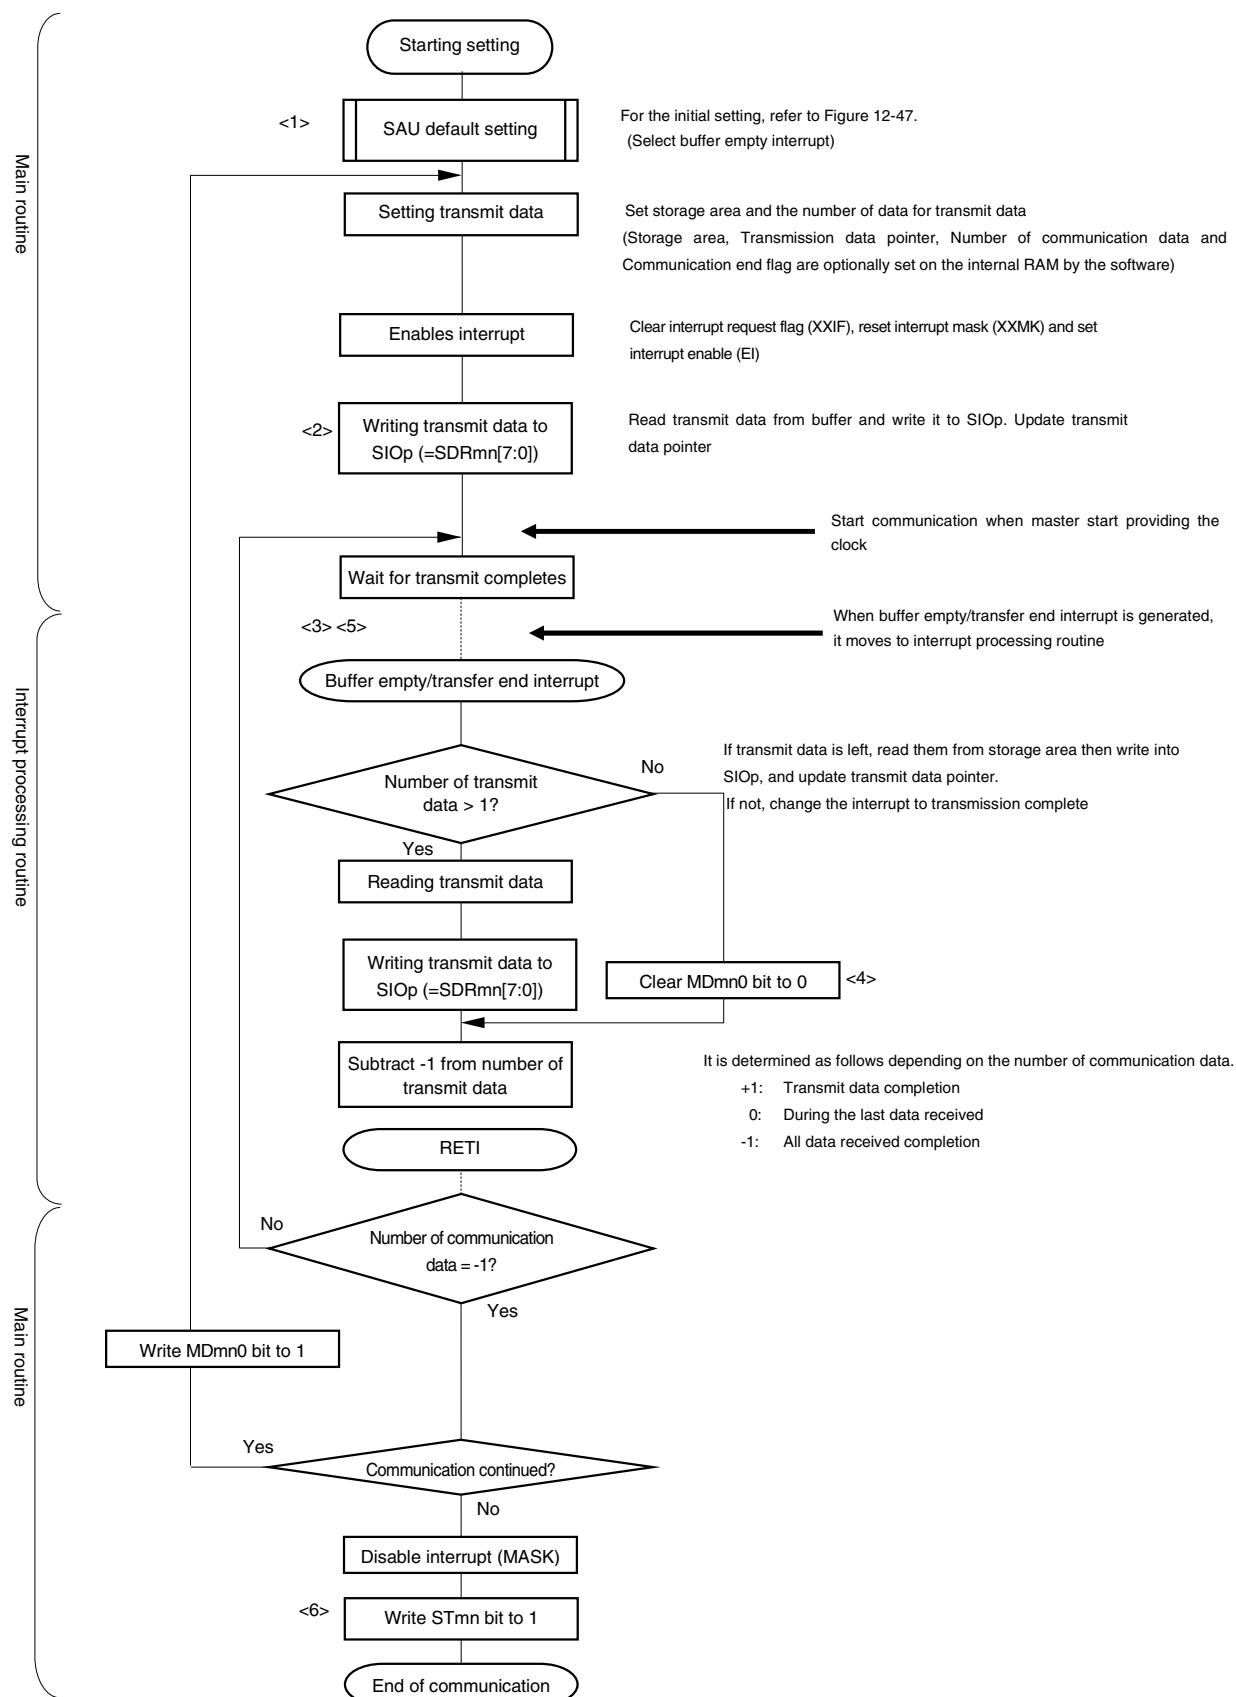 Main routine
Starting setting
<1>
SAU default setting
For the initial setting, refer to Figure 12-47.
(Select buffer empty interrupt)
Setting transmit data
Set storage area and the number of data for transmit data
(Storage area, Transmission data pointer, Number of communication data and
Communication end flag are optionally set on the internal RAM by the software)
Enables interrupt
Clear interrupt request flag (XXIF), reset interrupt mask (XXMK) and set
interrupt enable (EI)
<2>
Writing transmit data to
SIOp (=SDRmn[7:0])
Read transmit data from buffer and write it to SIOp. Update transmit
data pointer
Start communication when master start providing the
clock
Wait for transmit completes
Interrupt processing routine
<3> <5>
When buffer empty/transfer end interrupt is generated,
it moves to interrupt processing routine
Buffer empty/transfer end interrupt
Number of transmit
data > 1?
No
If transmit data is left, read them from storage area then write into
SIOp, and update transmit data pointer.
If not, change the interrupt to transmission complete
Yes
Reading transmit data
Writing transmit data to
SIOp (=SDRmn[7:0])
Clear MDmn0 bit to 0
<4>
Subtract -1 from number of
transmit data
It is determined as follows depending on the number of communication data.
+1: Transmit data completion
0: During the last data received
-1: All data received completion
RETI
Main routine
No
Number of communication
data = -1?
Yes
Write MDmn0 bit to 1
Yes
Communication continued?
No
Disable interrupt (MASK)
<6>
Write STmn bit to 1
End of communication